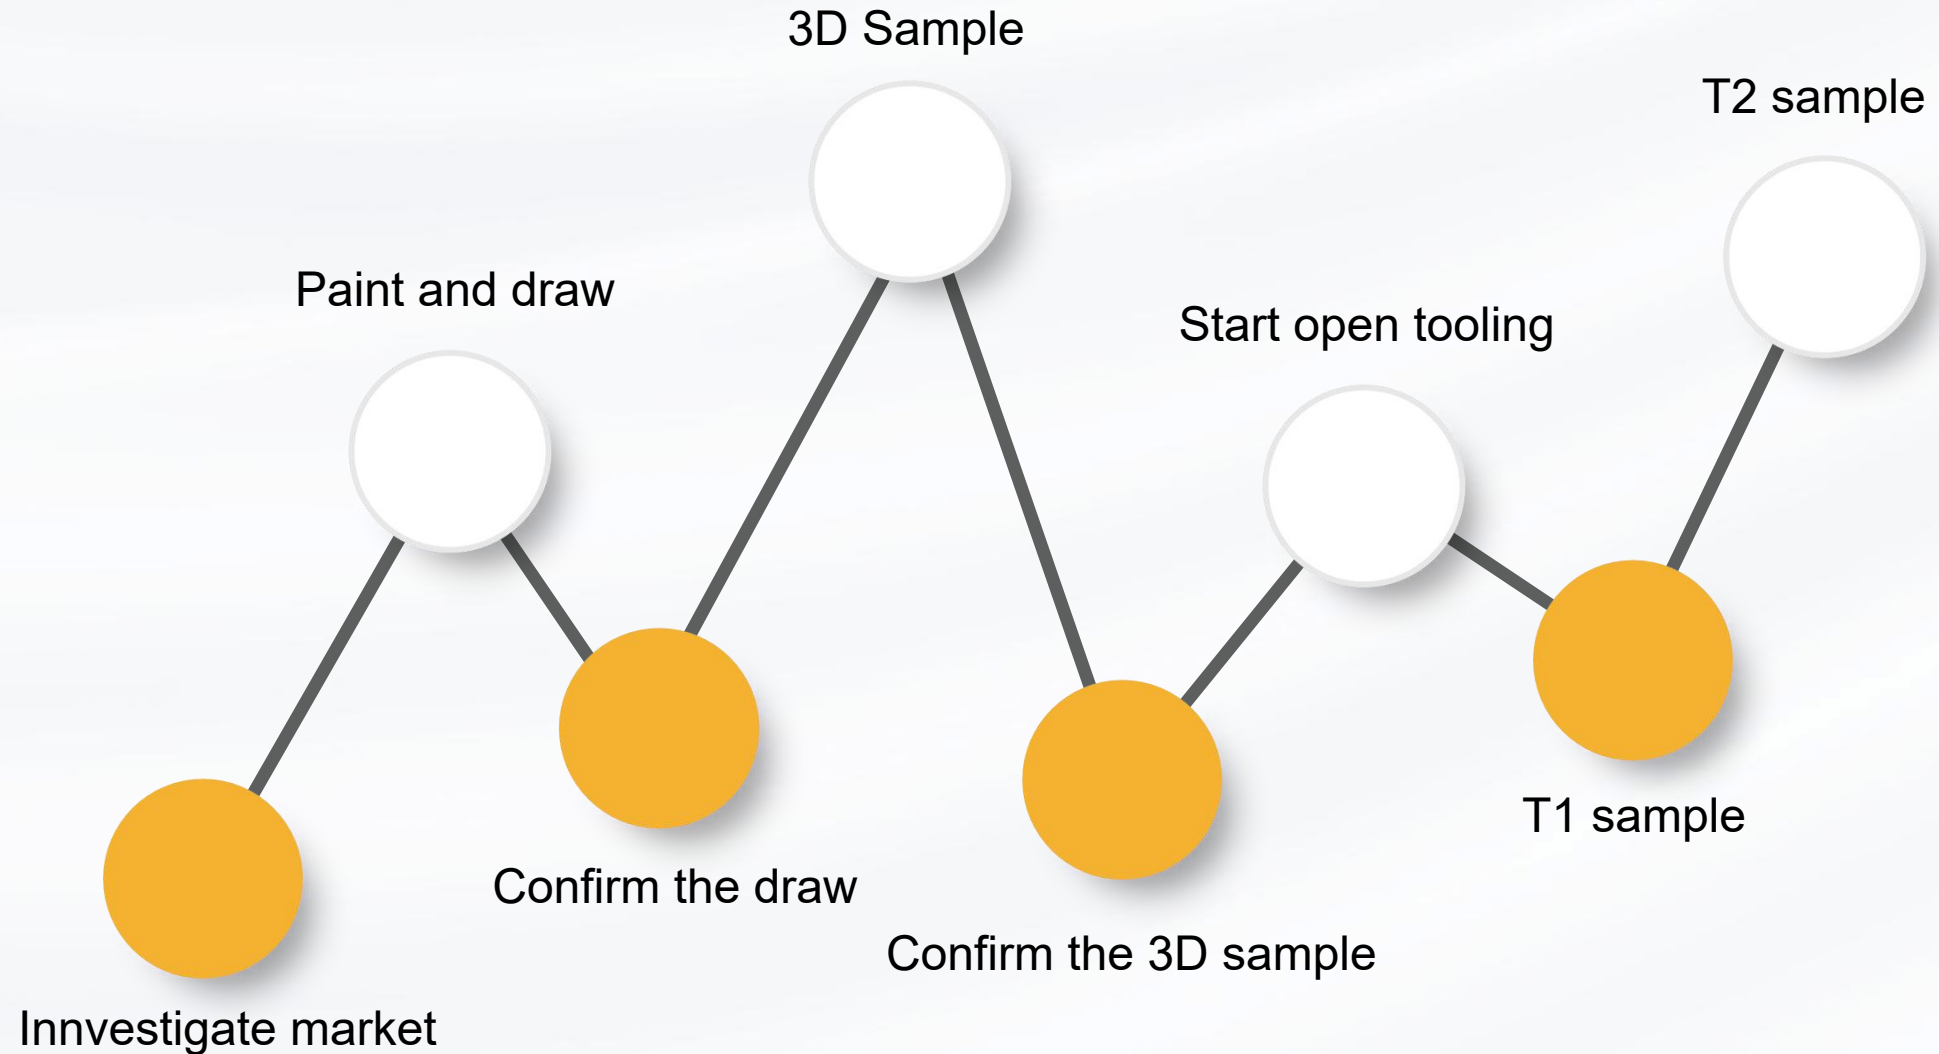 3D Sample
T2 sample
Paint and draw
Start open tooling
T1 sample
Confirm the draw
Confirm the 3D sample
Innvestigate market